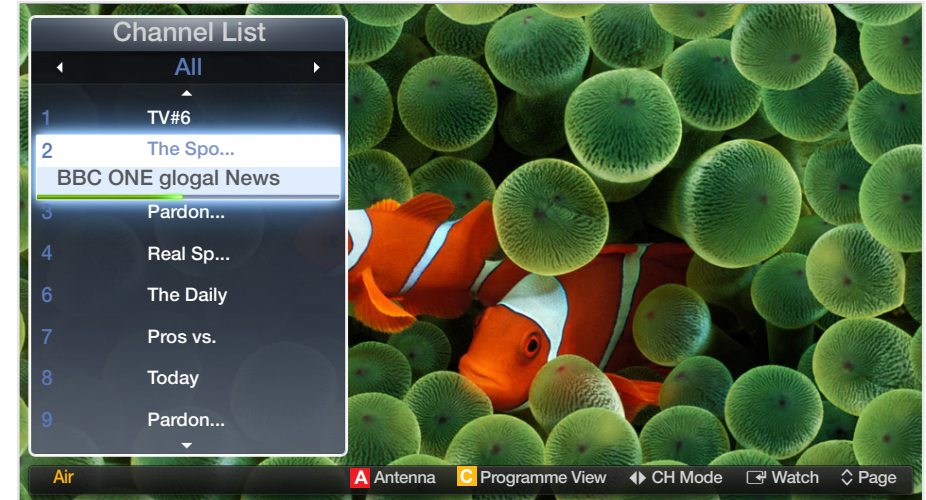 Channel List
All
1 TV#6
2 The Spo...
BBC ONE glogal News
3 Pardon...
4 Real Sp...
6 The Daily
7 Pros vs.
8 Today
9 Pardon...
Air A Antenna C Programme View CH Mode Watch Page